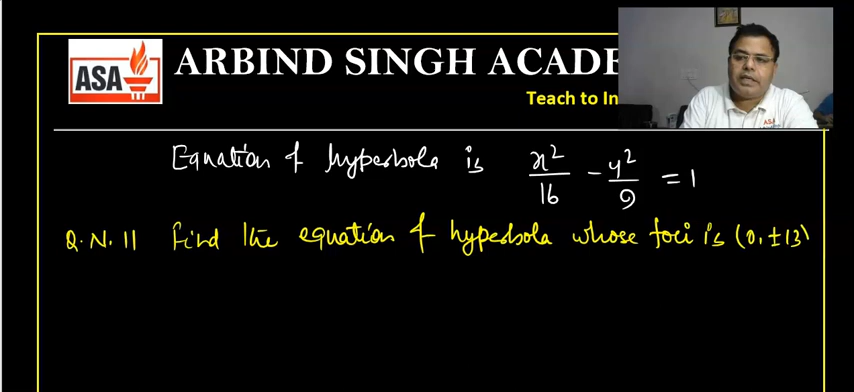 ASA
ARBIND SINGH ACADE
Teach to In
Equation of hyperbola is x²/16 - y²/9 = 1
Q.N. 11 Find the equation of hyperbola whose foci is (0, ±13)
ASA